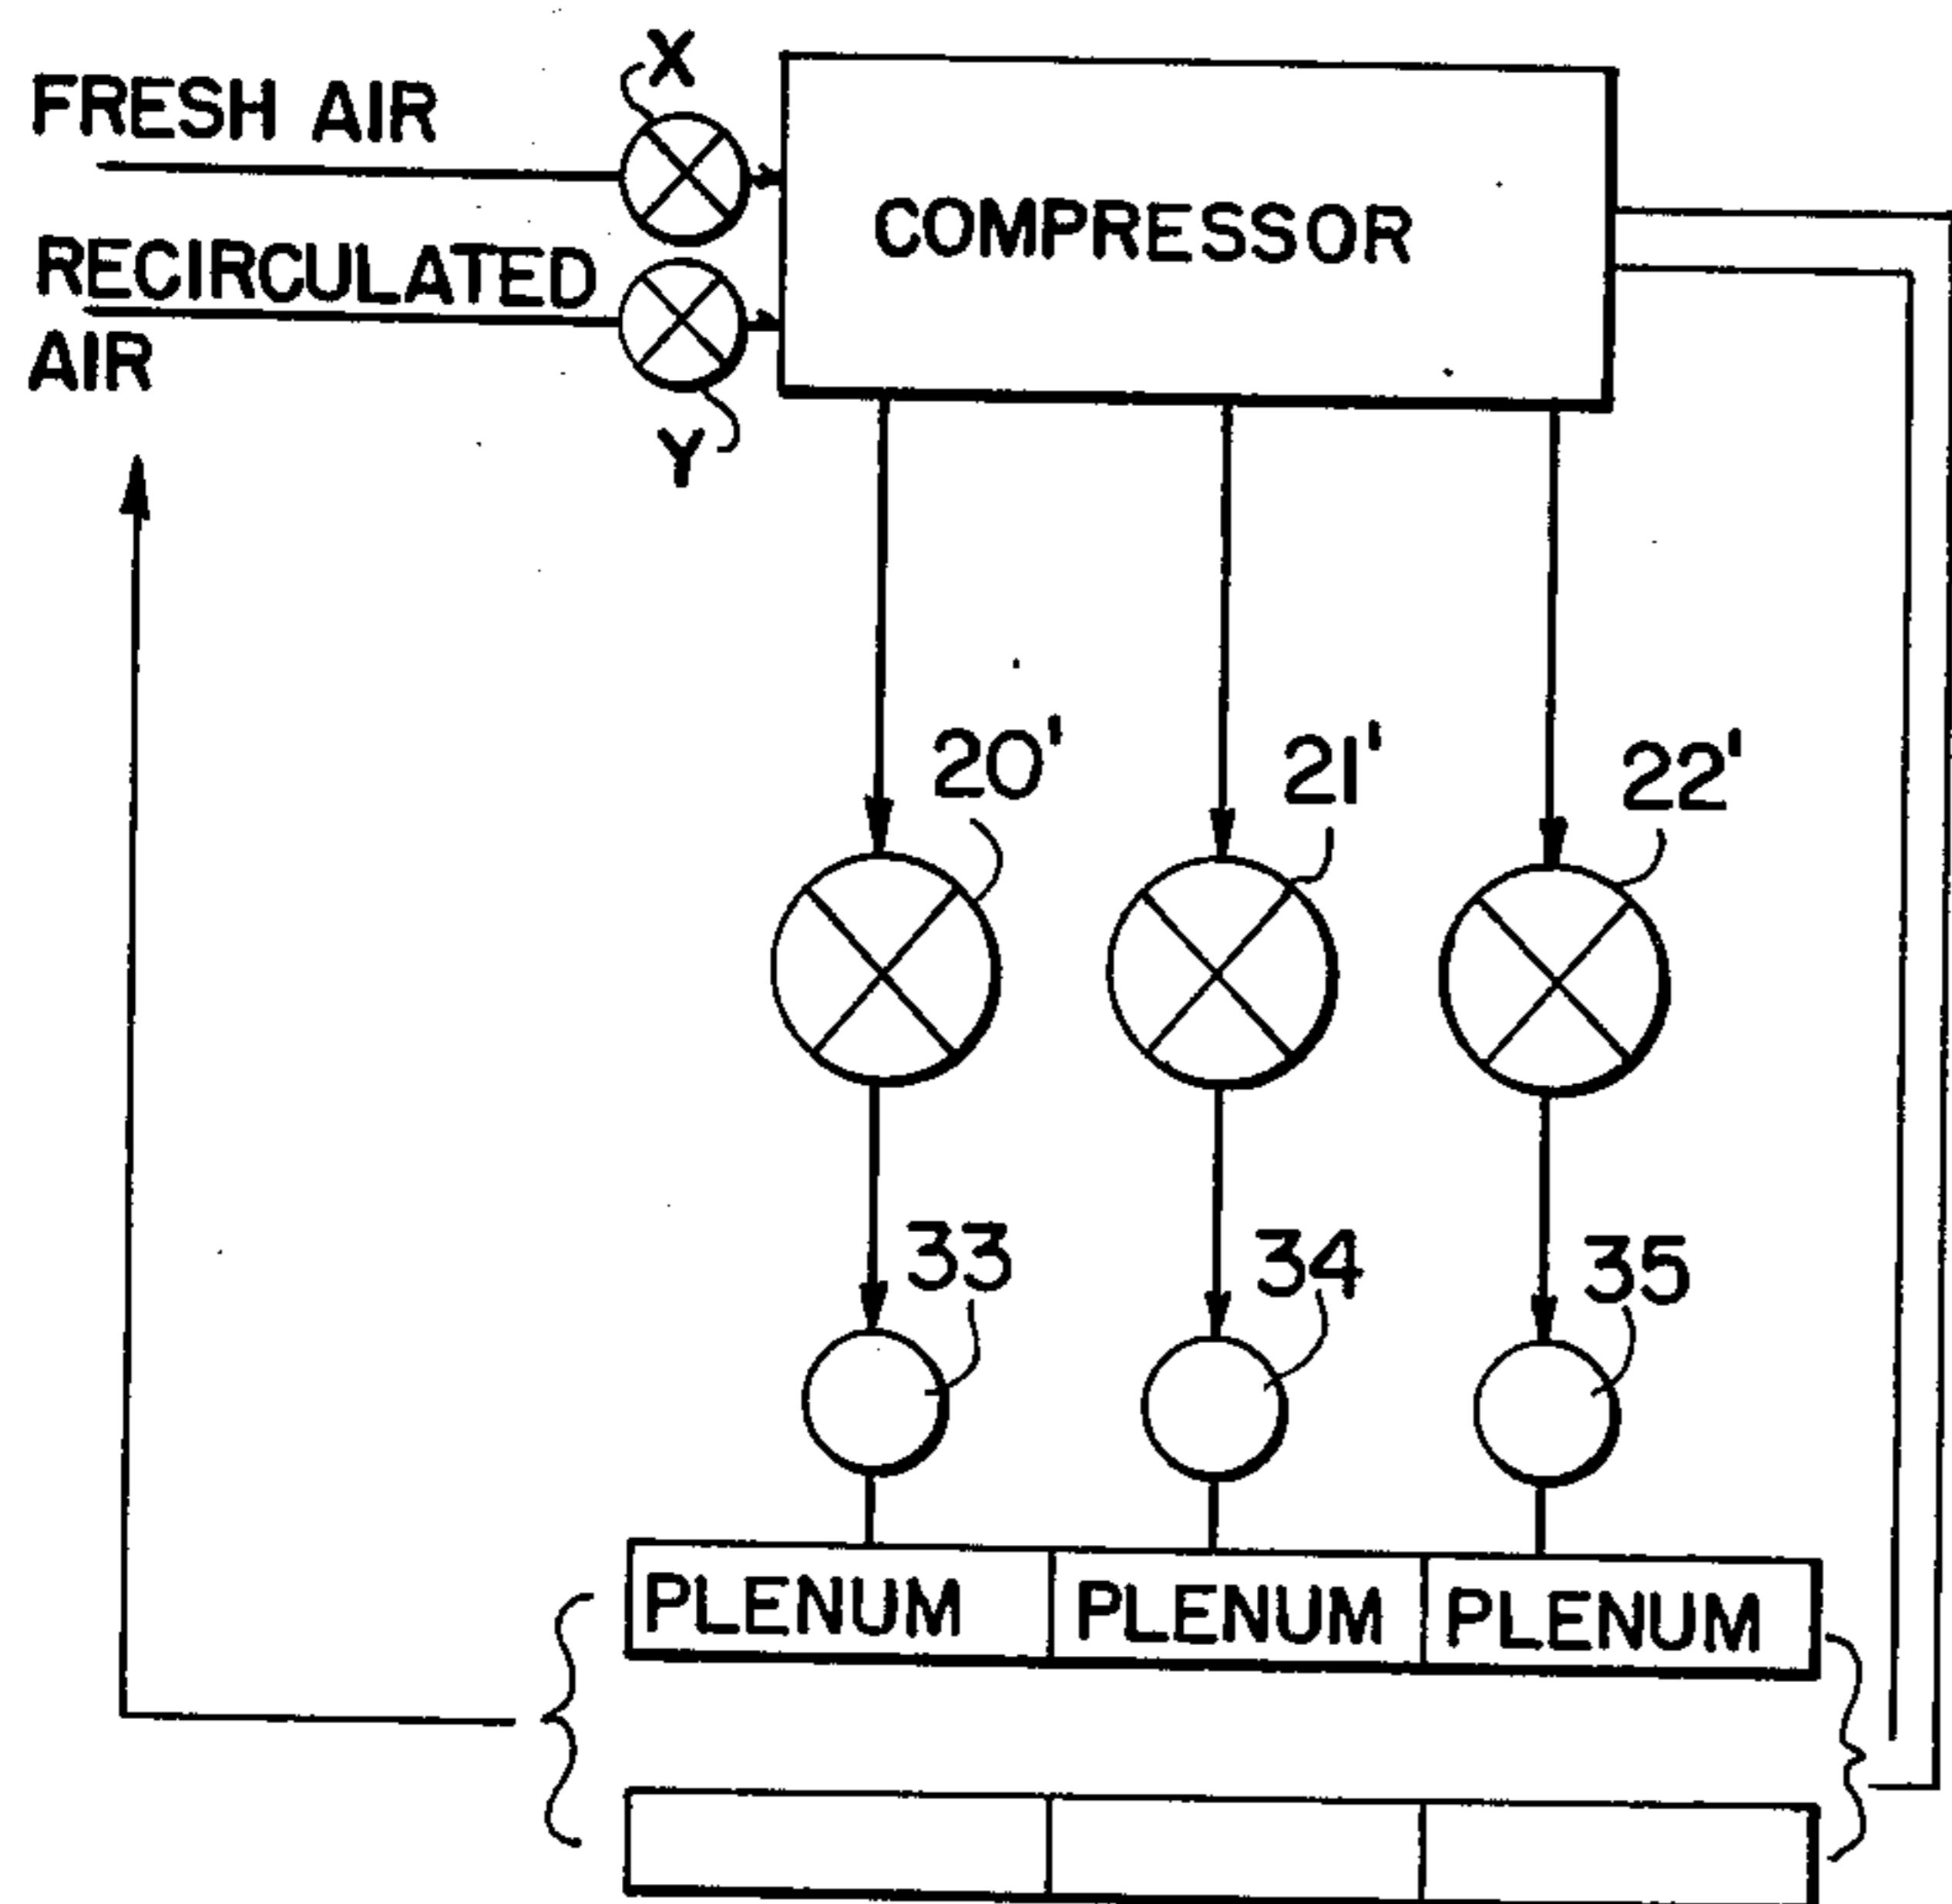 X
FRESH AIR
COMPRESSOR
RECIRCULATED
AIR
Y
20' 21' 22'
33 34 35
PLENUM PLENUM PLENUM